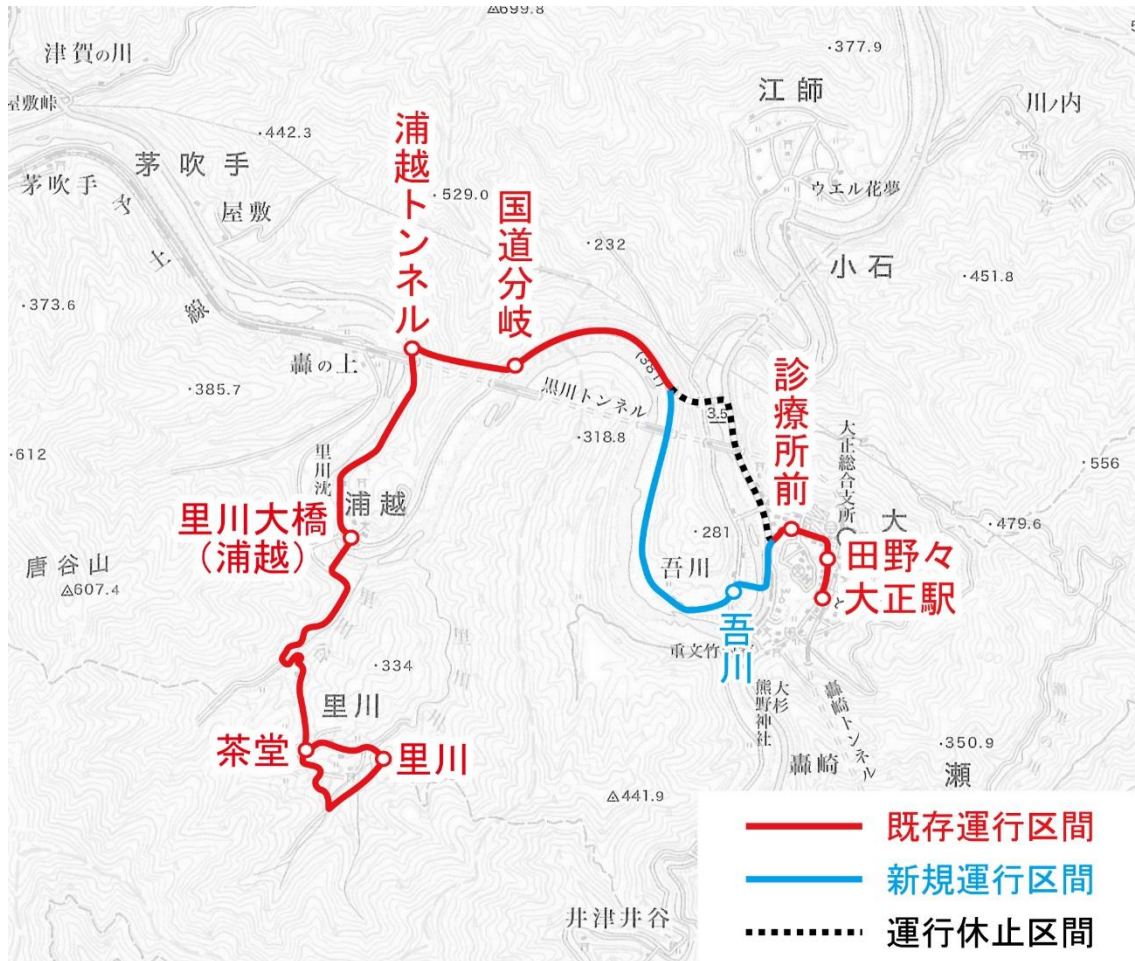 699.8
津賀の川
屋敷峠
・442.3
茅吹手
茅吹手
屋敷
予土線
・373.6
・385.7
・612
轟の上
浦越トンネル
・529.0
国道分岐
・232
(381)
黒川トンネル
・318.8
3.5
・377.9
江師
川ノ内
ウエル花夢
小石
・451.8
診療所前
大正総合支所
・556
・479.6
大
田野々
大正駅
と
・281
吾川
吾川
重文竹
大杉
熊野神社
轟崎トンネル
轟崎
・350.9
瀬
浦越
里川大橋
(浦越)
唐谷山
607.4
・334
里川
茶堂
里川
441.9
井津井谷
既存運行区間
新規運行区間
運行休止区間